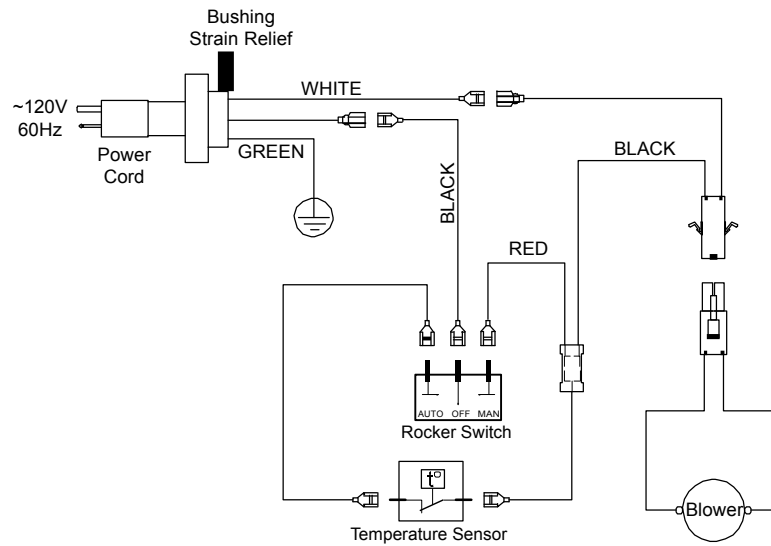 Bushing
Strain Relief
WHITE
~120V
60Hz
Power
Cord
GREEN
BLACK
BLACK
RED
AUTO OFF MAN
Rocker Switch
t°
Temperature Sensor
Blower